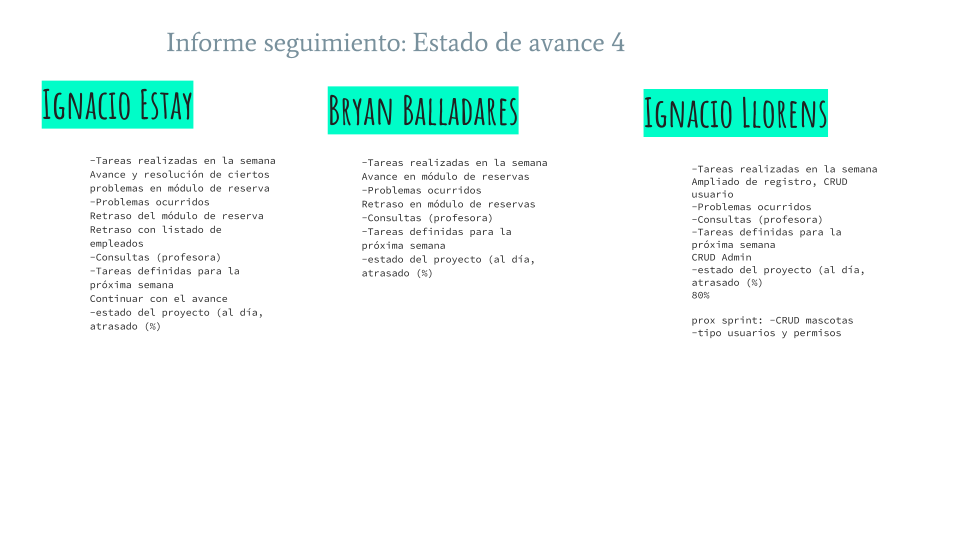 Informe seguimiento: Estado de avance 4
Ignacio Estay
-Tareas realizadas en la semana
Avance y resolución de ciertos
problemas en módulo de reserva
-Problemas ocurridos
Retraso del módulo de reserva
Retraso con listado de
empleados
-Consultas (profesora)
-Tareas definidas para la
próxima semana
Continuar con el avance
-estado del proyecto (al día,
atrasado (%)
Bryan Balladares
-Tareas realizadas en la semana
Avance en módulo de reservas
-Problemas ocurridos
Retraso en módulo de reservas
-Consultas (profesora)
-Tareas definidas para la
próxima semana
-estado del proyecto (al día,
atrasado (%)
Ignacio Llorens
-Tareas realizadas en la semana
Ampliado de registro, CRUD
usuario
-Problemas ocurridos
-Consultas (profesora)
-Tareas definidas para la
próxima semana
CRUD Admin
-estado del proyecto (al día,
atrasado (%)
80%
prox sprint: -CRUD mascotas
-tipo usuarios y permisos